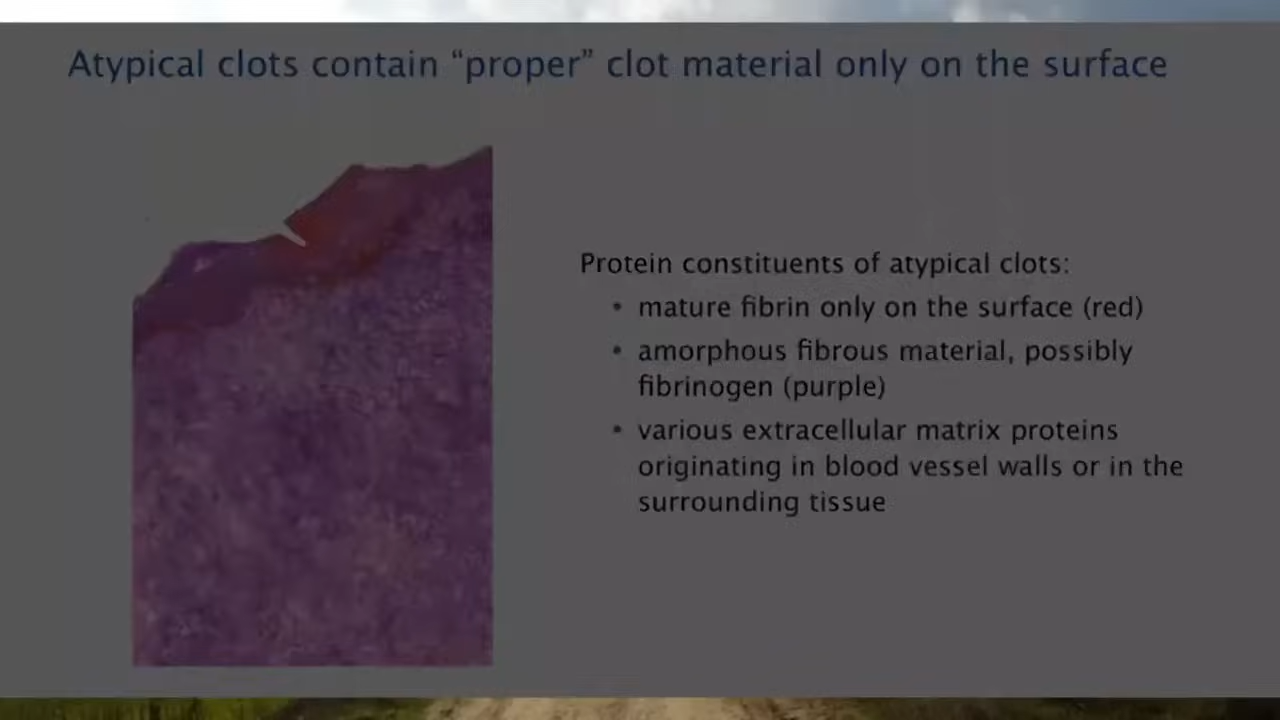 Atypical clots contain “proper” clot material only on the surface
Protein constituents of atypical clots:
• mature fibrin only on the surface (red)
• amorphous fibrous material, possibly
fibrinogen (purple)
• various extracellular matrix proteins
originating in blood vessel walls or in the
surrounding tissue